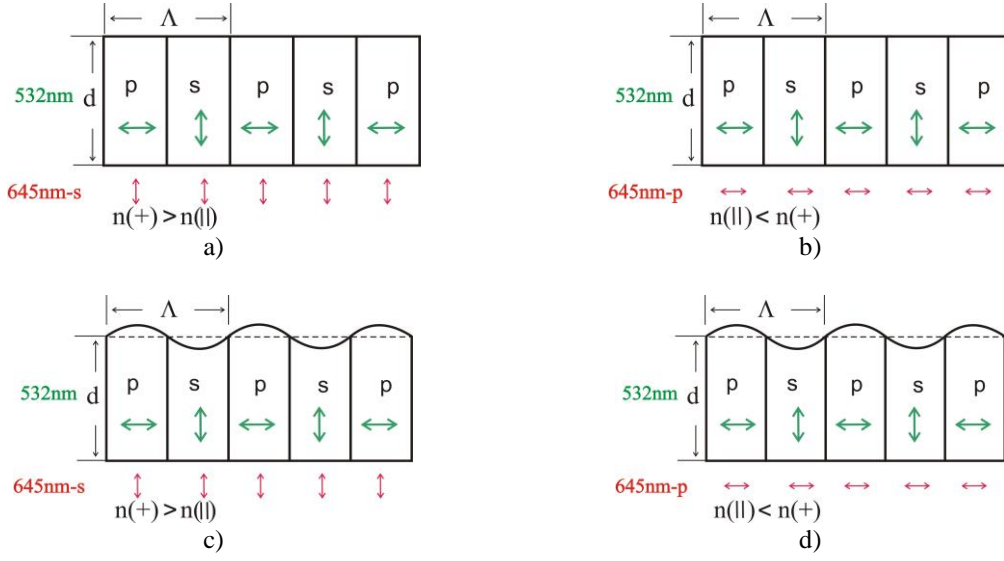 Λ
532nm d p s p s p
645nm-s
n(+) > n(||)
a)
Λ
532nm d p s p s p
645nm-p
n(||) < n(+)
b)
Λ
532nm d p s p s p
645nm-s
n(+) > n(||)
c)
Λ
532nm d p s p s p
645nm-p
n(||) < n(+)
d)